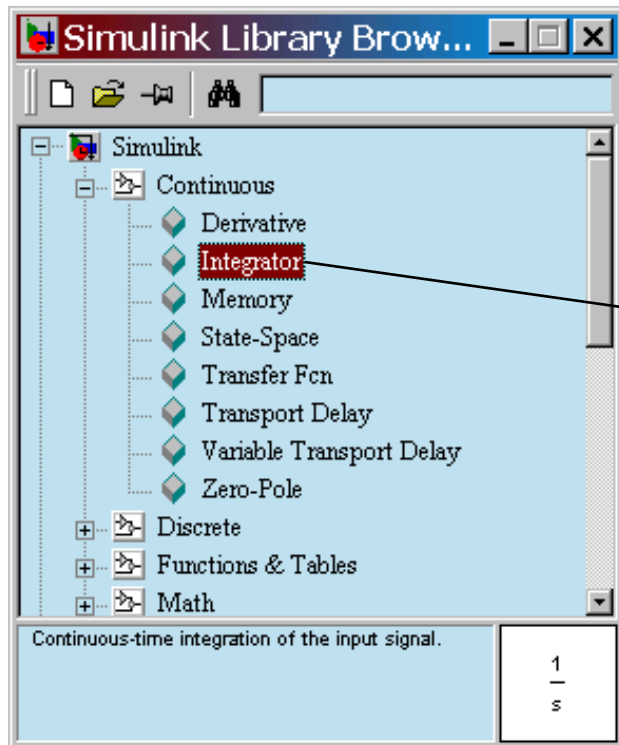 Simulink Library Brow...
Simulink
Continuous
Derivative
Integrator
Memory
State-Space
Transfer Fcn
Transport Delay
Variable Transport Delay
Zero-Pole
Discrete
Functions & Tables
Math
Continuous-time integration of the input signal.
1
s